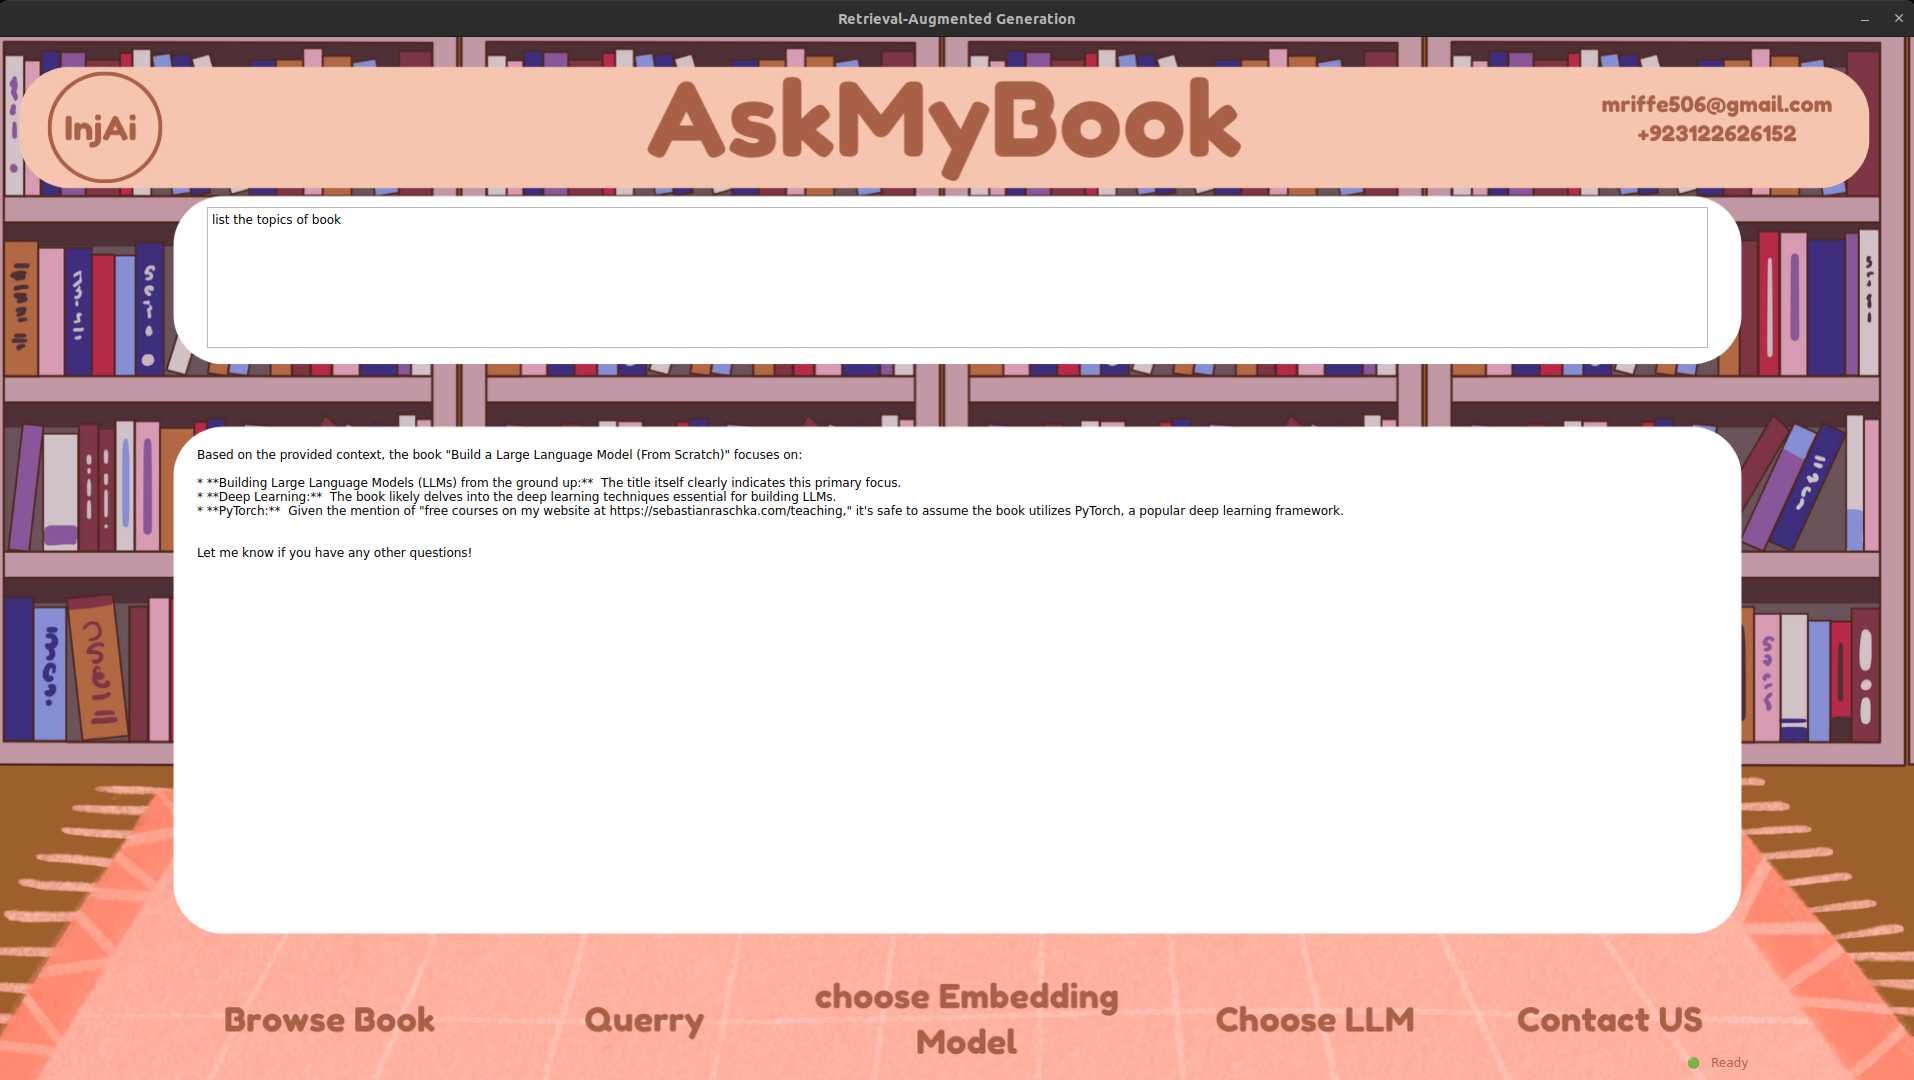 Retrieval-Augmented Generation
InjAi
AskMyBook
mriffe506@gmail.com
+923122626152
list the topics of book
Based on the provided context, the book "Build a Large Language Model (From Scratch)" focuses on:
* **Building Large Language Models (LLMs) from the ground up:**  The title itself clearly indicates this primary focus.
* **Deep Learning:**  The book likely delves into the deep learning techniques essential for building LLMs.
* **PyTorch:**  Given the mention of "free courses on my website at https://sebastianraschka.com/teaching," it's safe to assume the book utilizes PyTorch, a popular deep learning framework.
Let me know if you have any other questions!
Browse Book
Querry
choose Embedding
Model
Choose LLM
Contact US
Ready